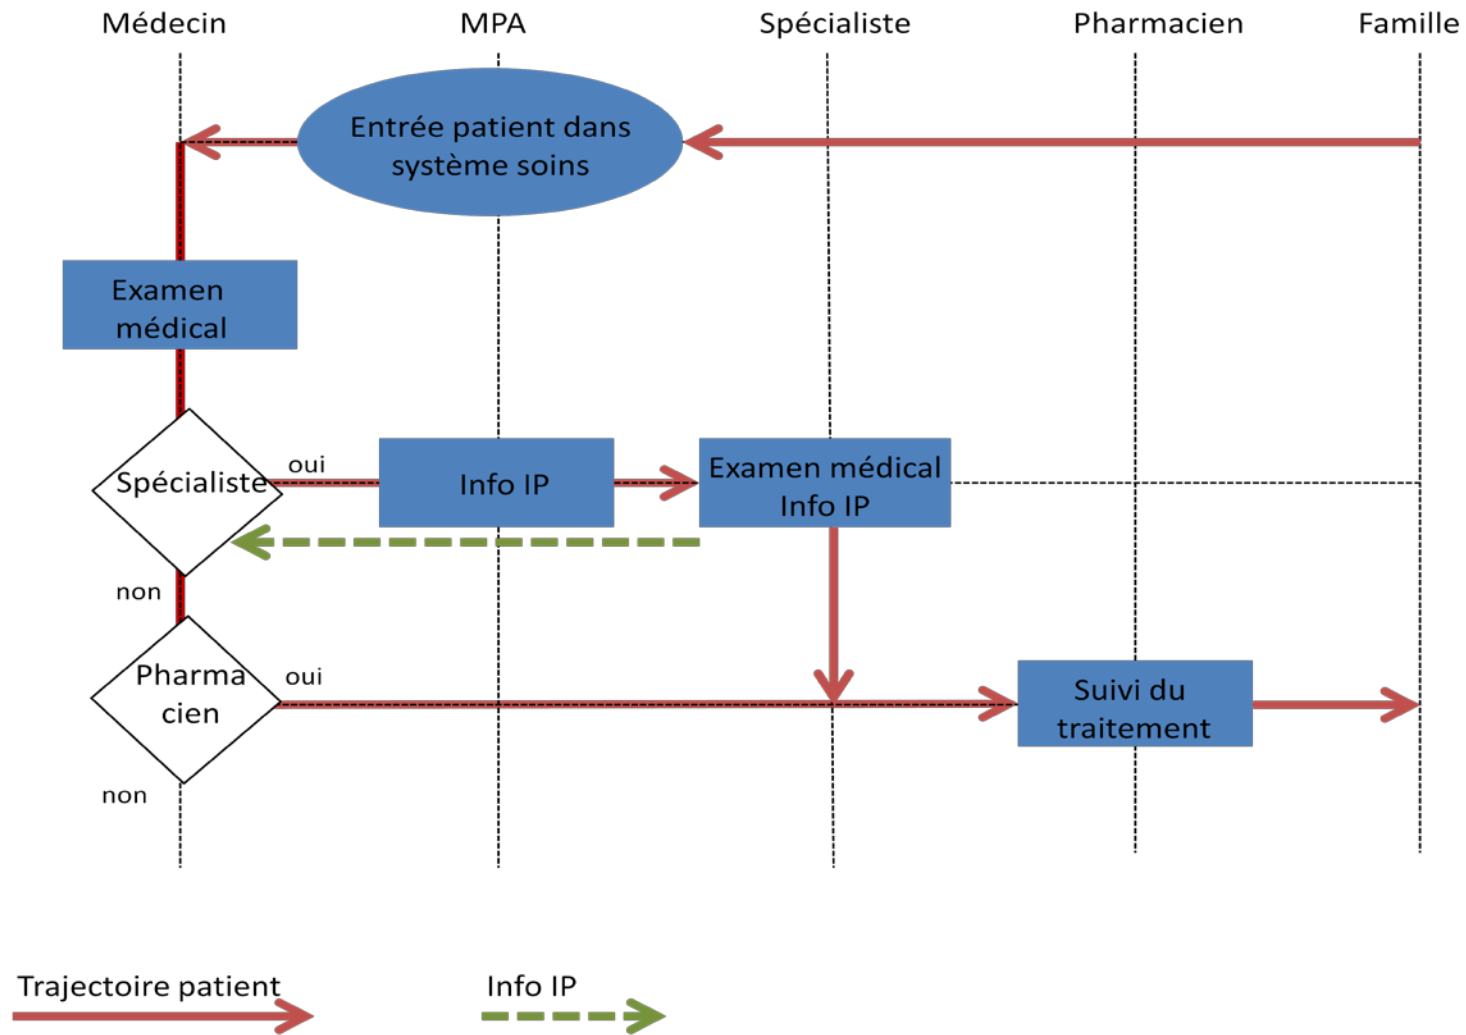 Médecin
MPA
Spécialiste
Pharmacien
Famille
Entrée patient dans
système soins
Examen
médical
Spécialiste
oui
Info IP
Examen médical
Info IP
non
Pharma
cien
oui
Suivi du
traitement
non
Trajectoire patient
Info IP